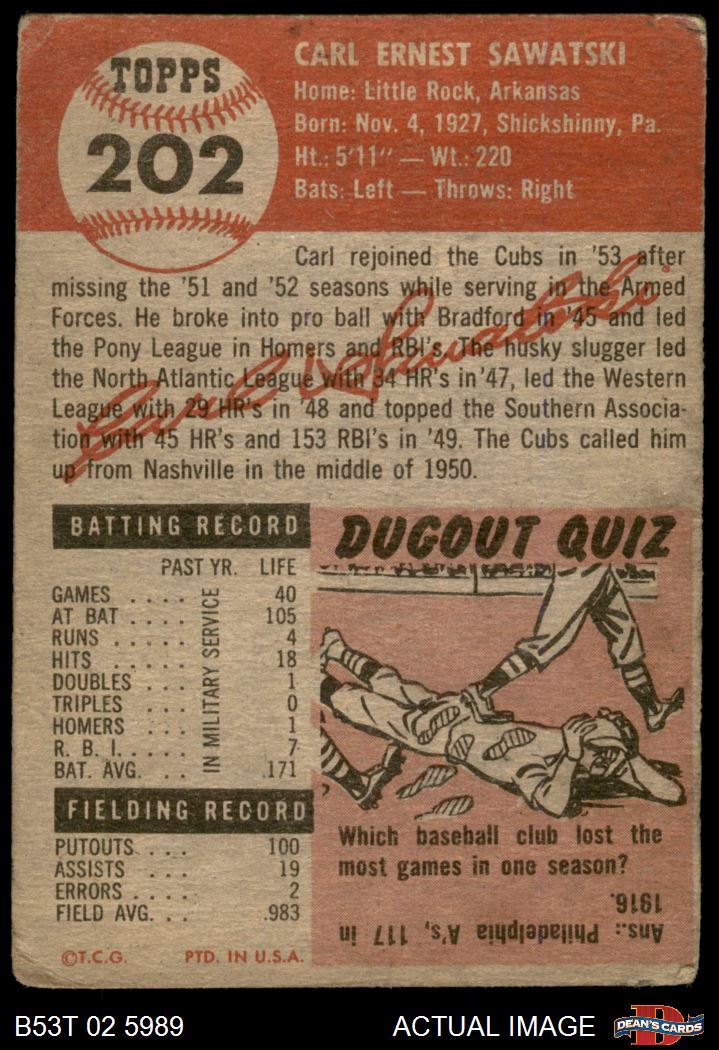 TOPPS
202
CARL ERNEST SAWATSKI
Home: Little Rock, Arkansas
Born: Nov. 4, 1927, Shickshinny, Pa.
Ht.: 5'11" — Wt.: 220
Bats: Left — Throws: Right
Carl rejoined the Cubs in '53 after
missing the '51 and '52 seasons while serving in the Armed
Forces. He broke into pro ball with Bradford in '45 and led
the Pony League in Homers and RBI's. The husky slugger led
the North Atlantic League with 34 HR's in '47, led the Western
League with 29 HR's in '48 and topped the Southern Associa-
tion with 45 HR's and 153 RBI's in '49. The Cubs called him
up from Nashville in the middle of 1950.
Carl Sawatski
BATTING RECORD
PAST YR. LIFE
GAMES .... 40
AT BAT .... 105
RUNS ..... 4
HITS ...... 18
DOUBLES ... 1
TRIPLES ... 0
HOMERS ... 1
R. B. I...... 7
BAT. AVG. ... .171
IN MILITARY SERVICE
FIELDING RECORD
PUTOUTS .... 100
ASSISTS .... 19
ERRORS .... 2
FIELD AVG. ... .983
©T.C.G. PTD. IN U.S.A.
DUGOUT QUIZ
Which baseball club lost the
most games in one season?
Ans.: Philadelphia A's, 117 in
1916.
B53T 02 5989
ACTUAL IMAGE
DEAN'S CARDS